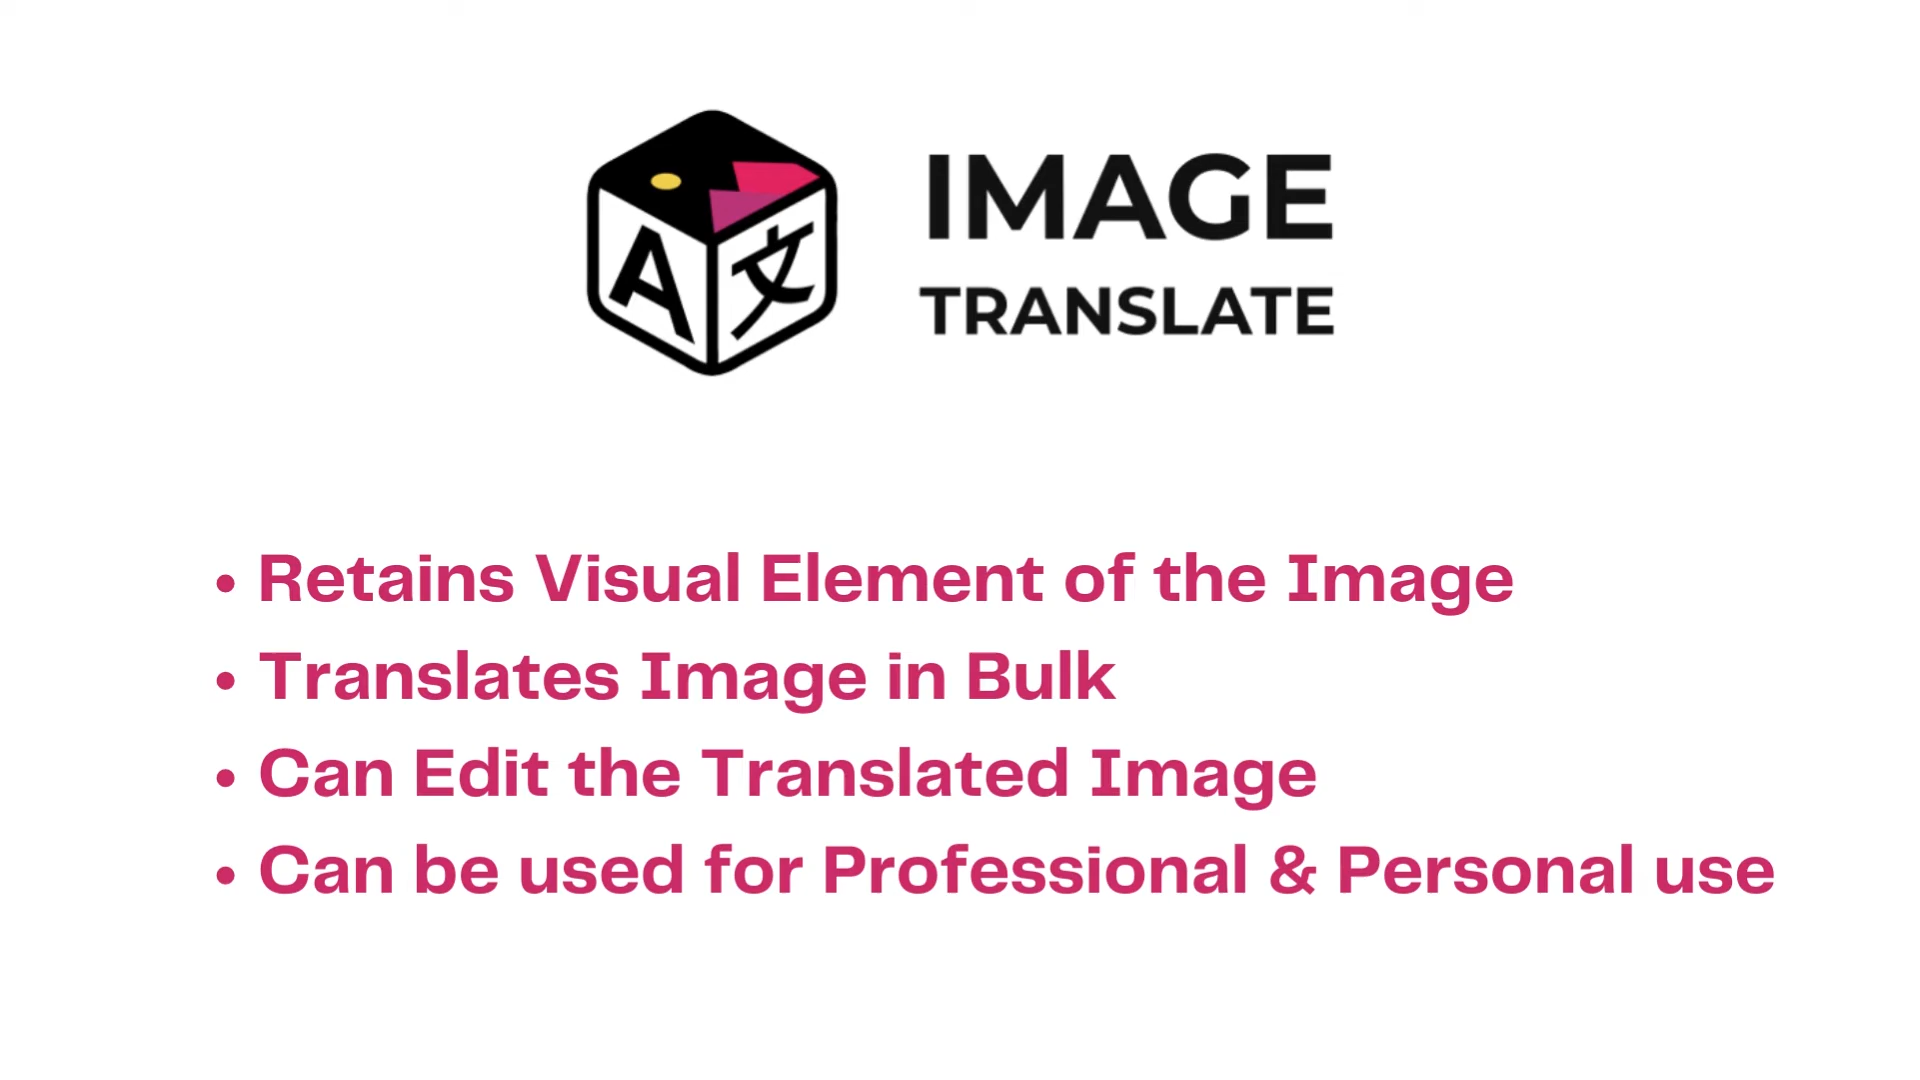 A文
IMAGE
TRANSLATE
• Retains Visual Element of the Image
• Translates Image in Bulk
• Can Edit the Translated Image
• Can be used for Professional & Personal use